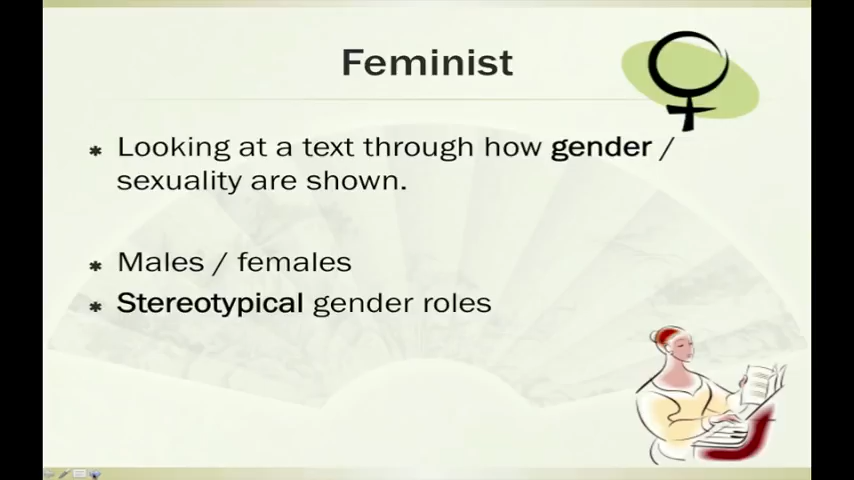 Feminist
* Looking at a text through how gender /
sexuality are shown.
* Males / females
* Stereotypical gender roles